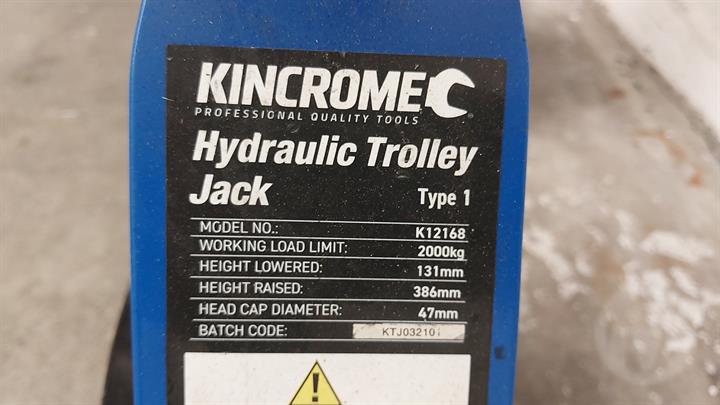 KINCROME
PROFESSIONAL QUALITY TOOLS
Hydraulic Trolley
Jack Type 1
MODEL NO.: K12168
WORKING LOAD LIMIT: 2000kg
HEIGHT LOWERED: 131mm
HEIGHT RAISED: 386mm
HEAD CAP DIAMETER: 47mm
BATCH CODE: KTJ032101